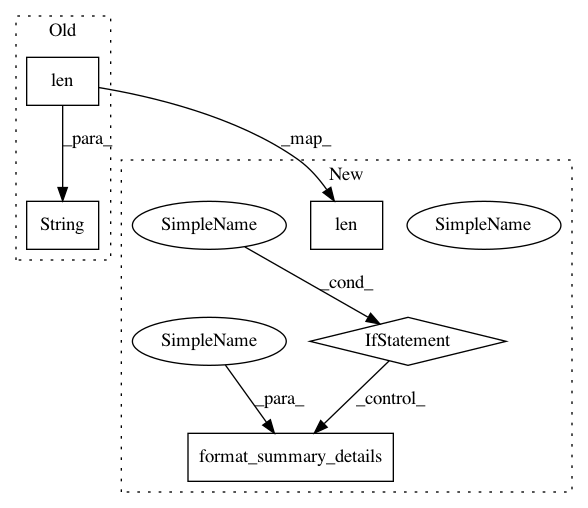 Old
len
_para_
_map_
New
String
SimpleName
len
SimpleName
_cond_
SimpleName
IfStatement
_para_
_control_
format_summary_details